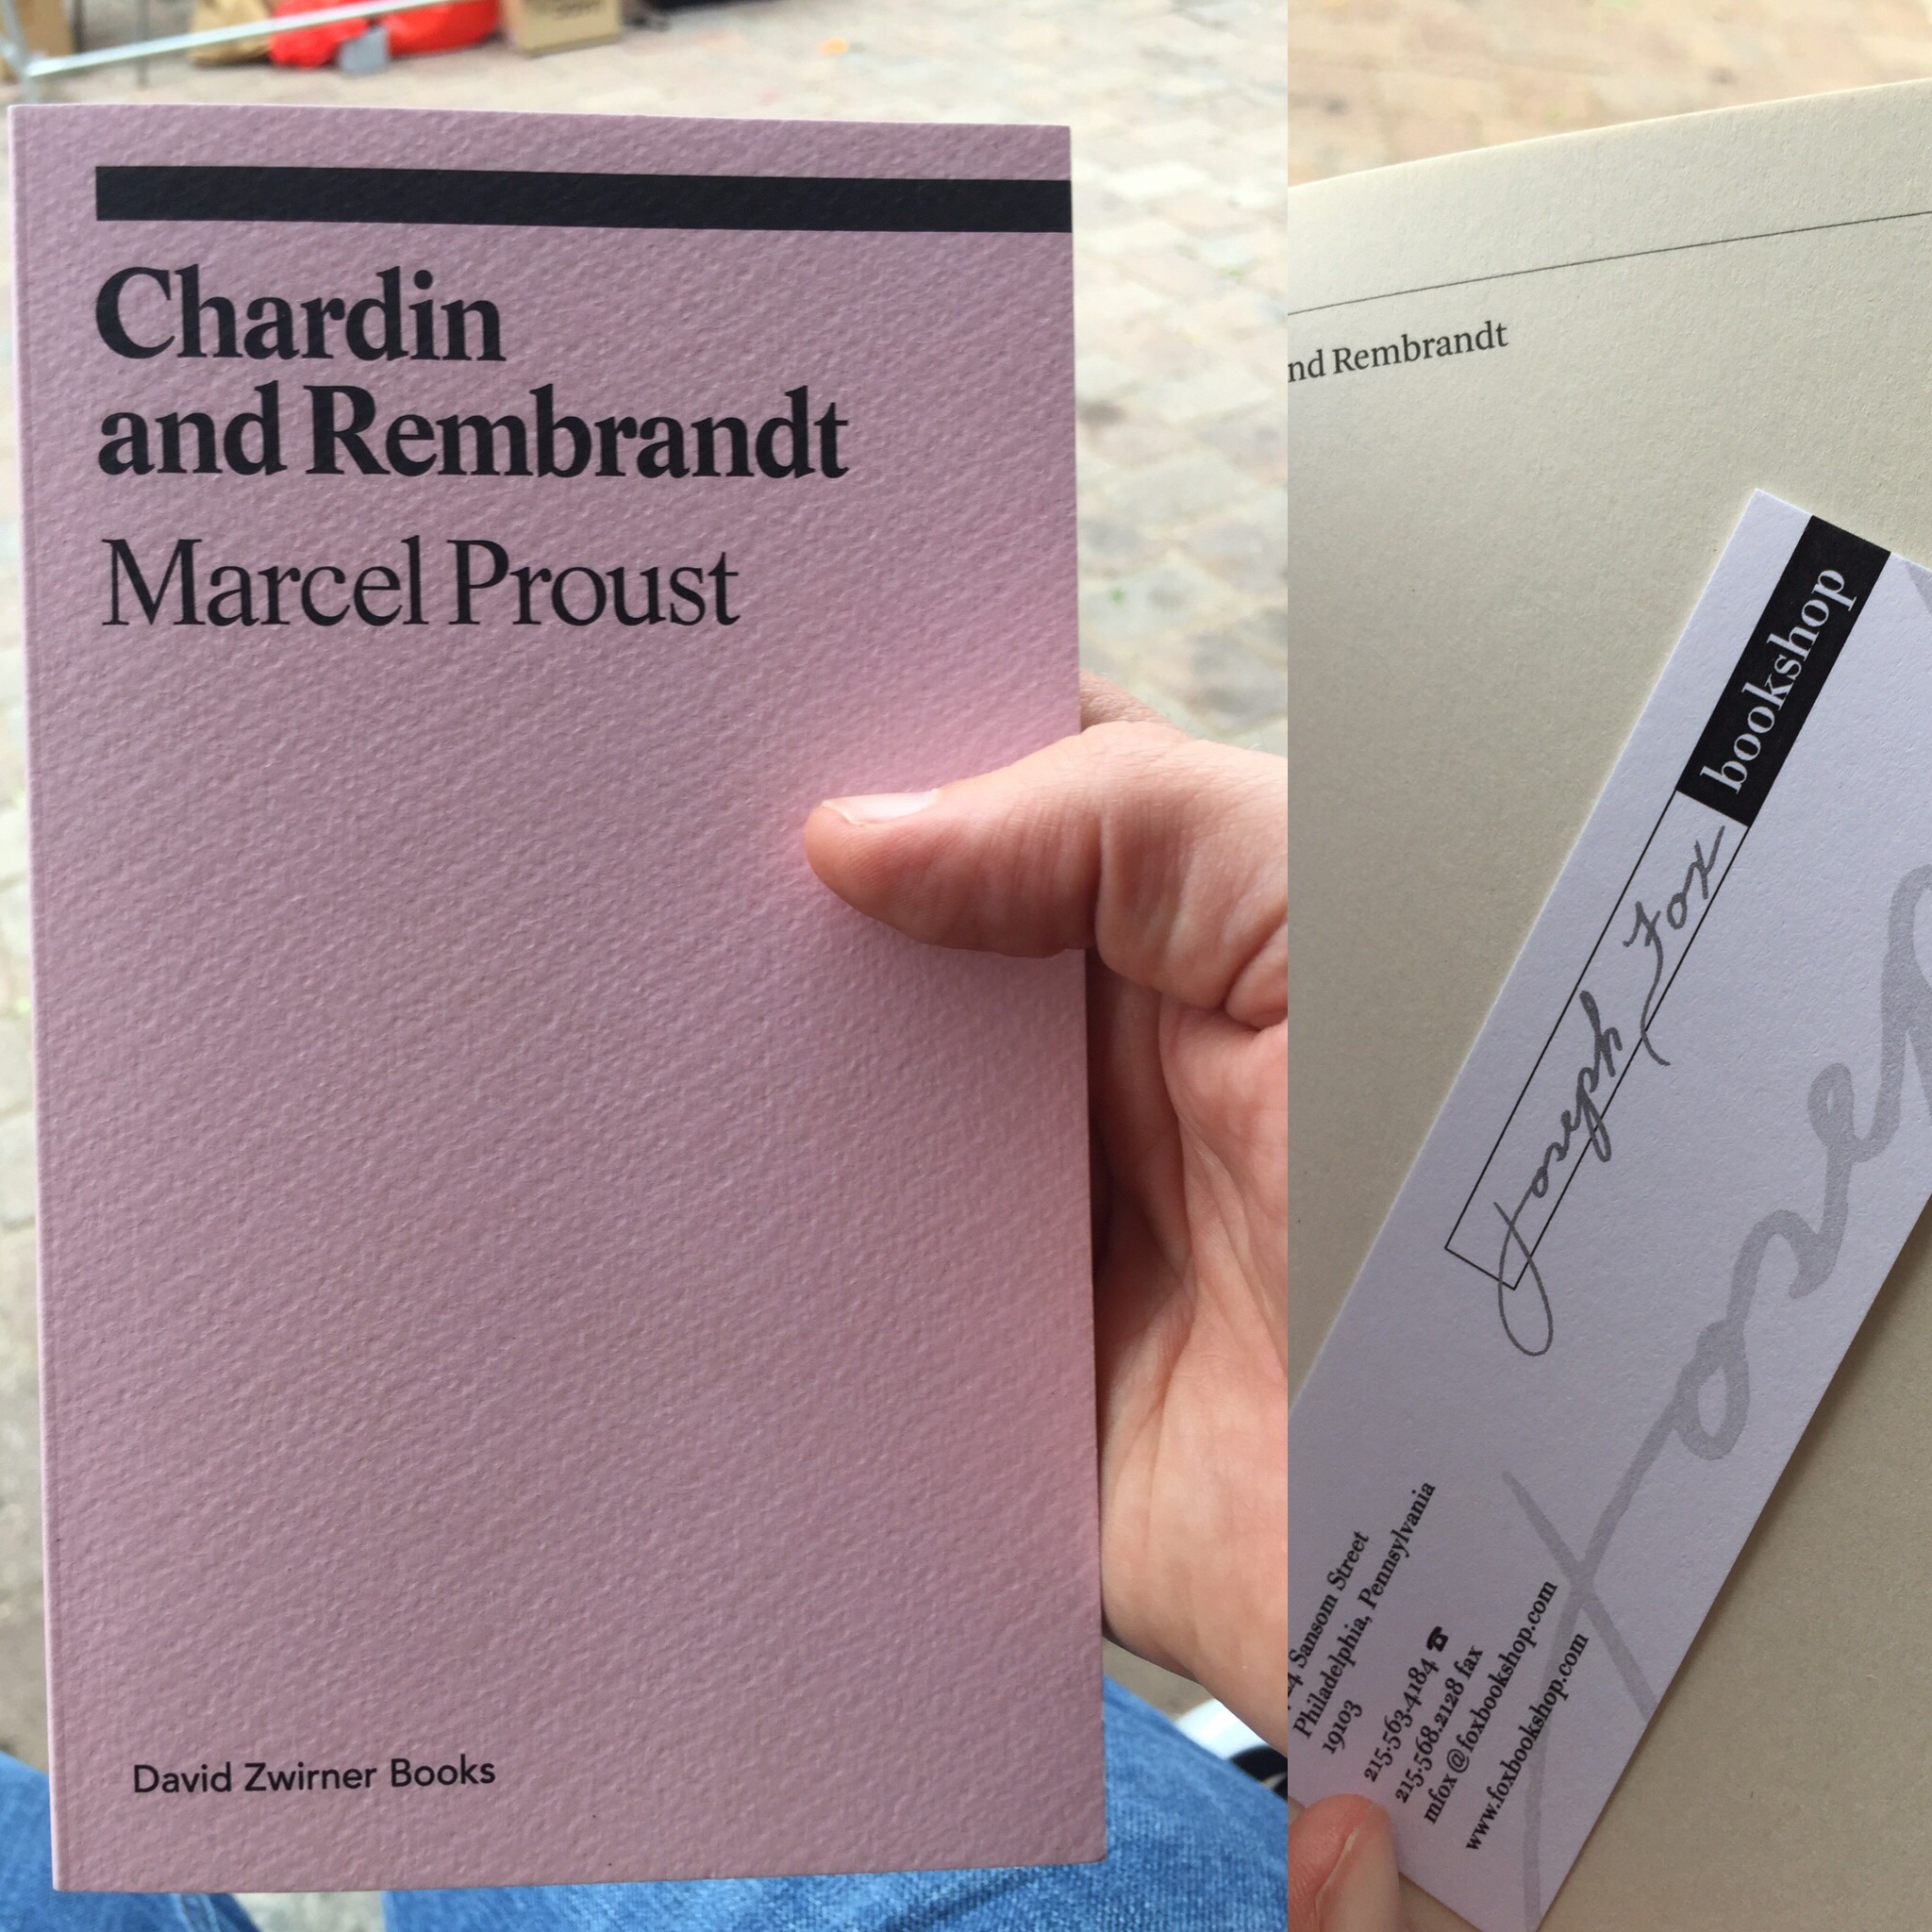 Chardin
and Rembrandt
Marcel Proust
David Zwirner Books
nd Rembrandt
Joseph Fox bookshop
Sansom Street
Philadelphia, Pennsylvania
19103
215.563.4184 ☎
215.568.2128 fax
mfox@foxbookshop.com
www.foxbookshop.com